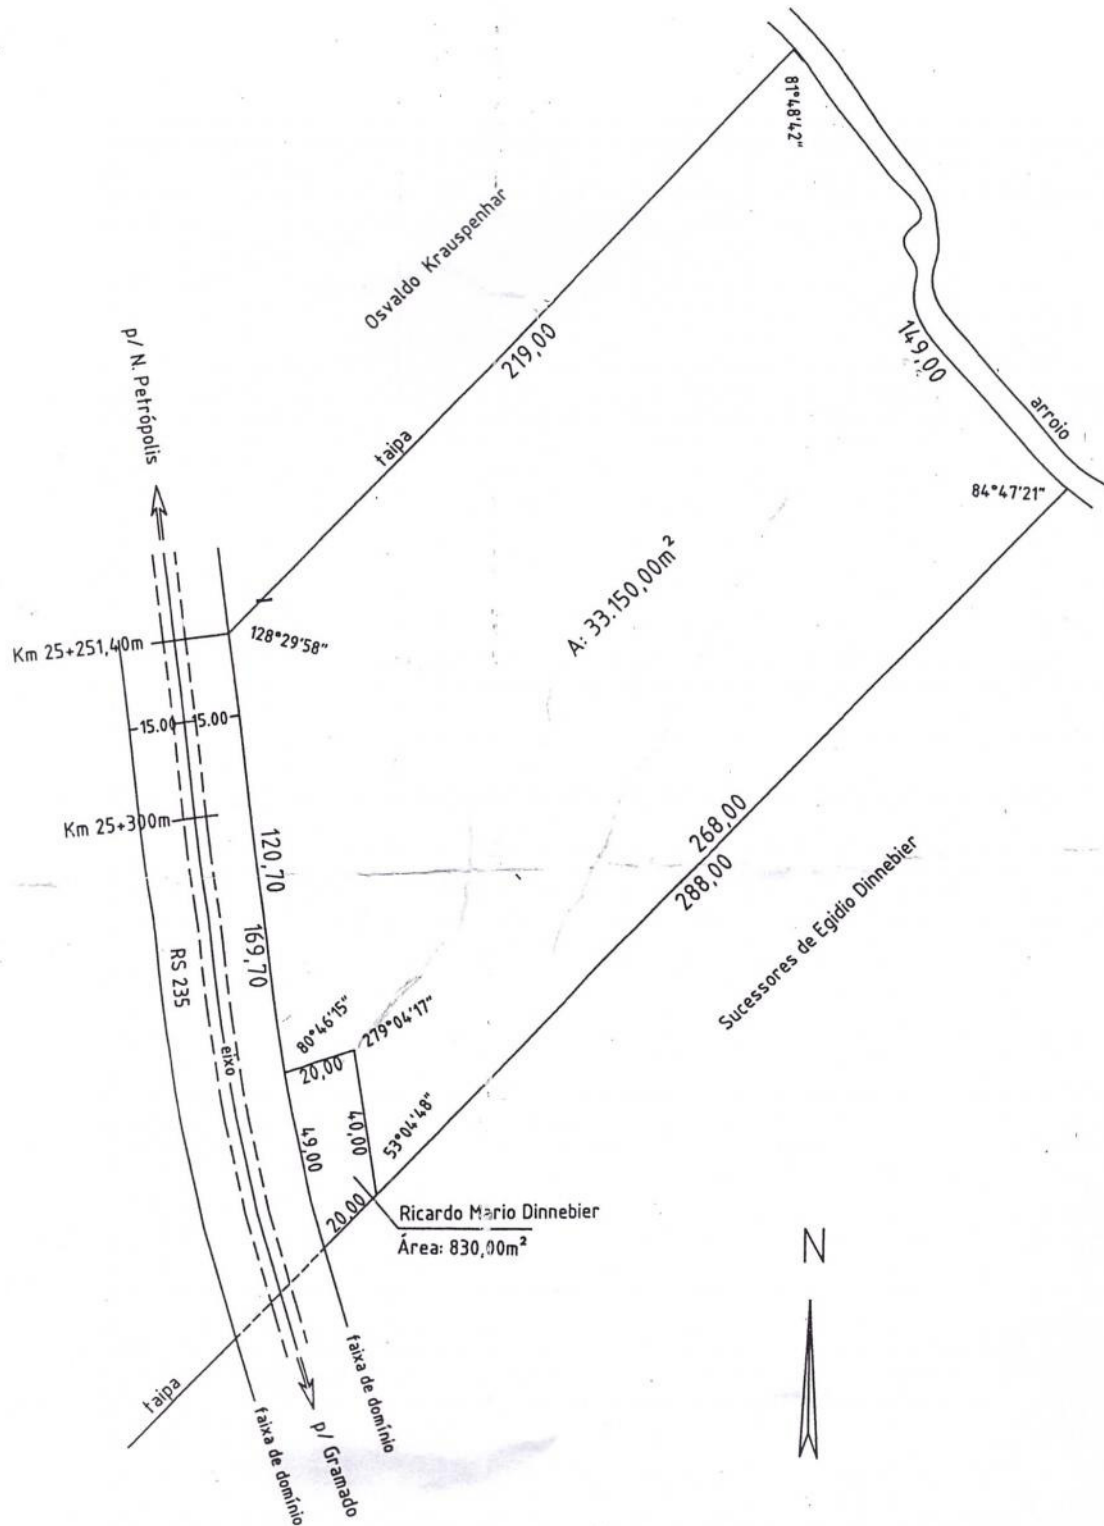 81°48'42"
Osvaldo Krauspenhar
219,00
149,00
arroio
p/ N. Petrópolis
taipa
84°47'21"
A: 33.150,00m²
Km 25+251,40m
128°29'58"
15.00
15.00
Km 25+300m
120,70
268,00
288,00
Sucessores de Egidio Dinnebier
169,70
RS 235
eixo
80°46'15"
279°04'17"
20,00
49,00
40,00
53°04'48"
20,00
Ricardo Mario Dinnebier
Área: 830,00m²
N
taipa
faixa de domínio
p/ Gramado
faixa de domínio